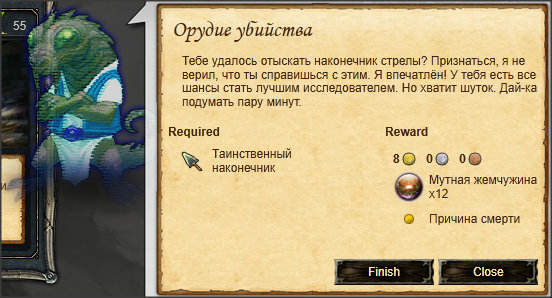 55
Орудие убийства
Тебе удалось отыскать наконечник стрелы? Признаться, я не
верил, что ты справишься с этим. Я впечатлён! У тебя есть все
шансы стать лучшим исследователем. Но хватит шуток. Дай-ка
подумать пару минут.
Required
Reward
Таинственный
наконечник
8 0 0
Мутная жемчужина
x12
Причина смерти
Finish
Close